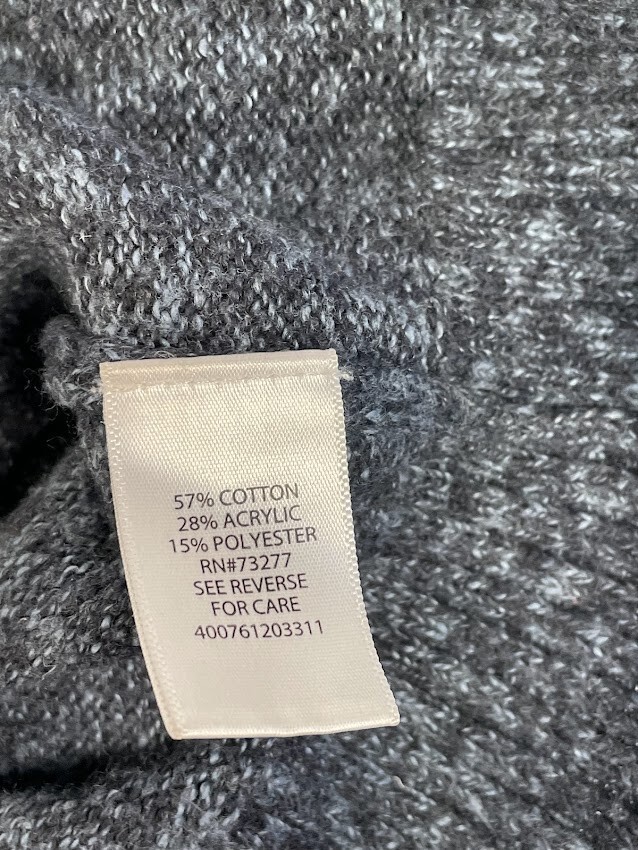 57% COTTON
28% ACRYLIC
15% POLYESTER
RN#73277
SEE REVERSE
FOR CARE
400761203311